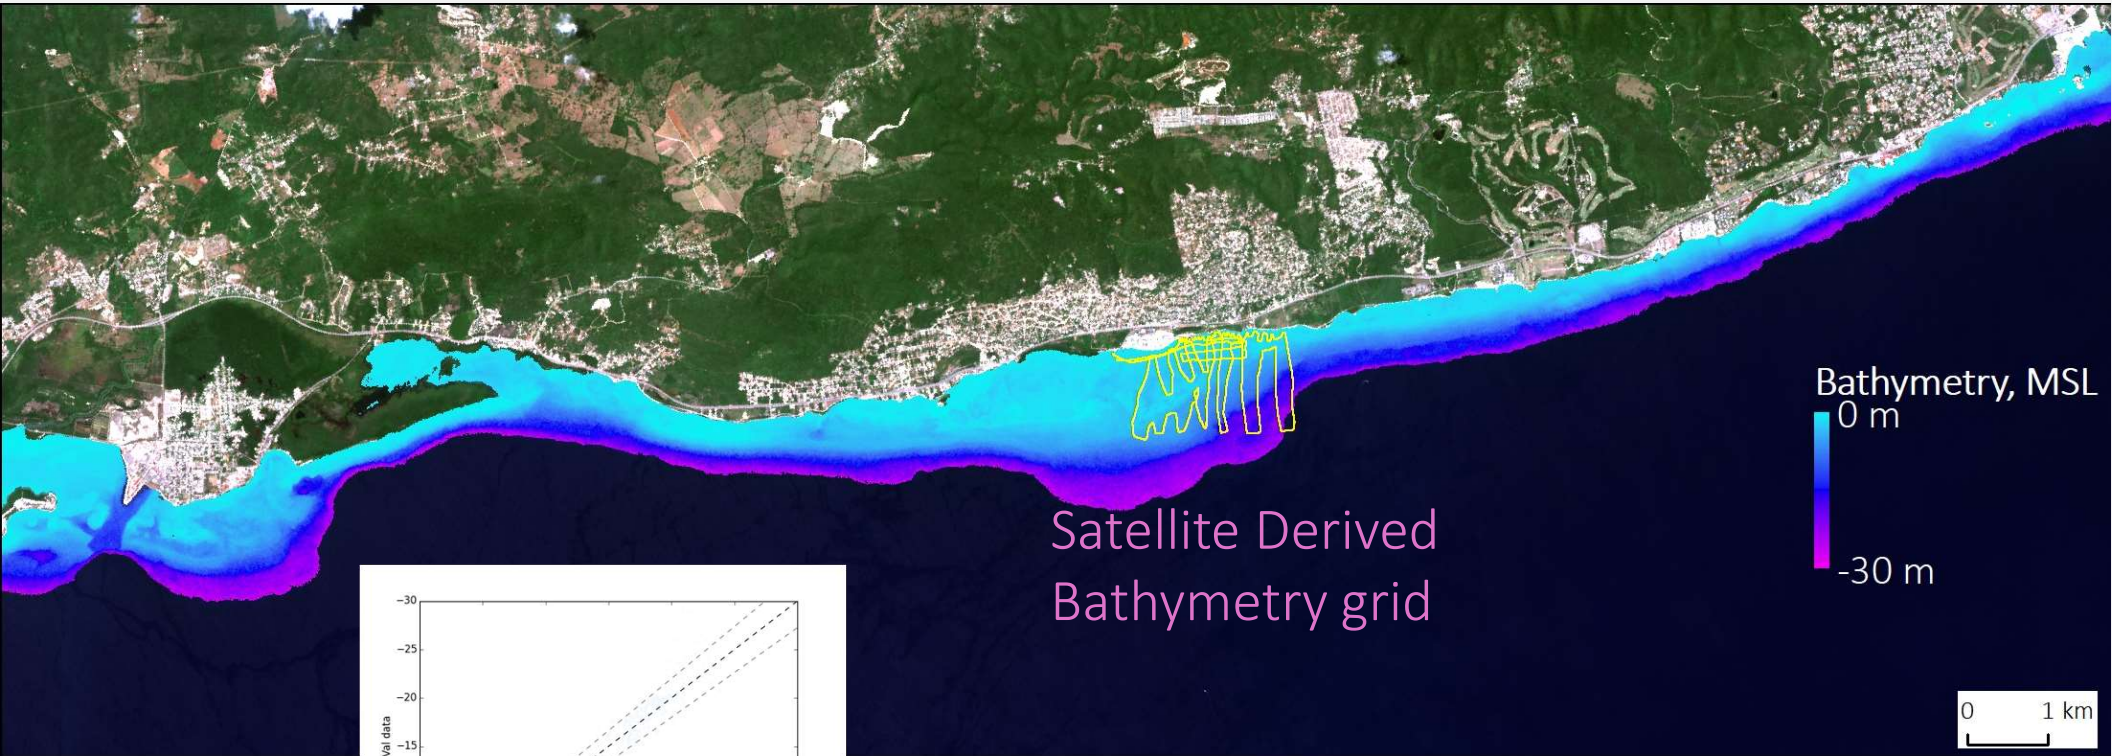 Bathymetry, MSL
0 m
-30 m
Satellite Derived
Bathymetry grid
−30
−25
−20
−15
Val data
0 1 km